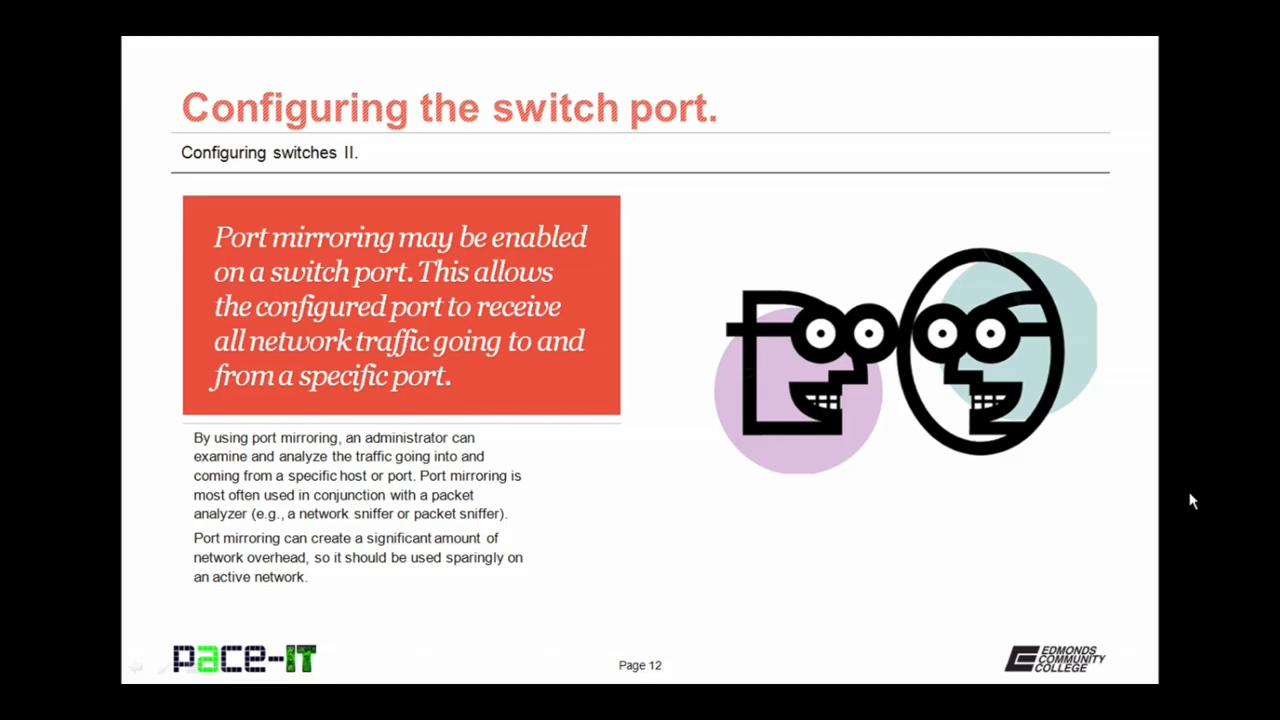 Configuring the switch port.
Configuring switches II.
Port mirroring may be enabled
on a switch port. This allows
the configured port to receive
all network traffic going to and
from a specific port.
By using port mirroring, an administrator can
examine and analyze the traffic going into and
coming from a specific host or port. Port mirroring is
most often used in conjunction with a packet
analyzer (e.g., a network sniffer or packet sniffer).
Port mirroring can create a significant amount of
network overhead, so it should be used sparingly on
an active network.
pace-IT
Page 12
EDMONDS
COMMUNITY
COLLEGE